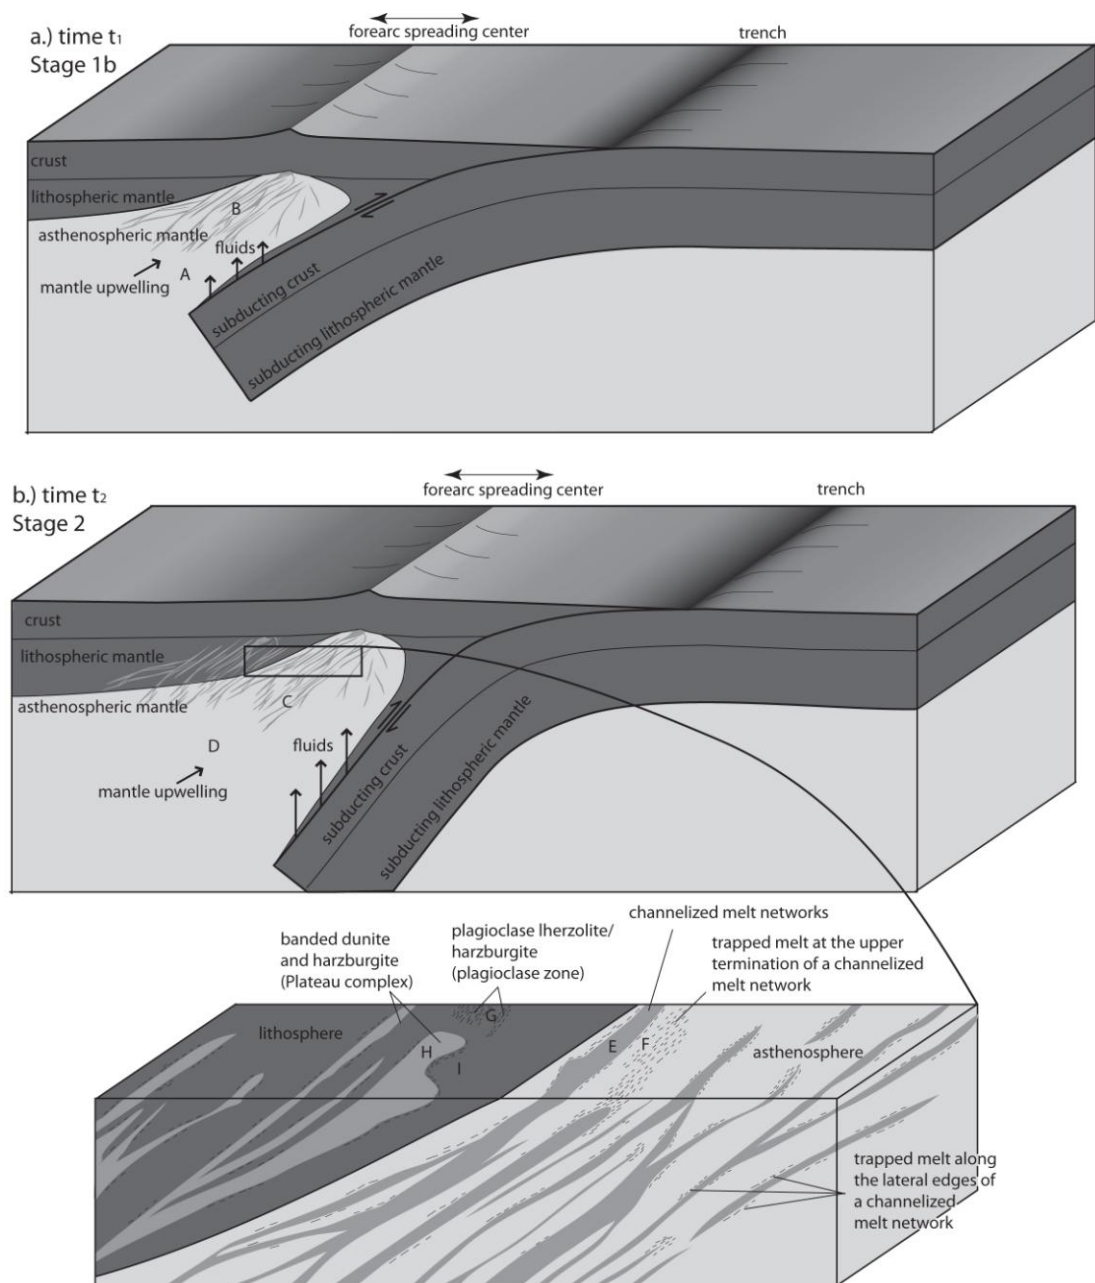 a.) time t1
Stage 1b
forearc spreading center
trench
crust
lithospheric mantle
B
asthenospheric mantle
fluids
A
mantle upwelling
subducting crust
subducting lithospheric mantle
b.) time t2
Stage 2
forearc spreading center
trench
crust
lithospheric mantle
asthenospheric mantle
C
D
fluids
mantle upwelling
subducting crust
subducting lithospheric mantle
channelized melt networks
banded dunite
and harzburgite
(Plateau complex)
plagioclase lherzolite/
harzburgite
(plagioclase zone)
trapped melt at the upper
termination of a channelized
melt network
lithosphere
G
H
I
E
F
asthenosphere
trapped melt along
the lateral edges of
a channelized
melt network